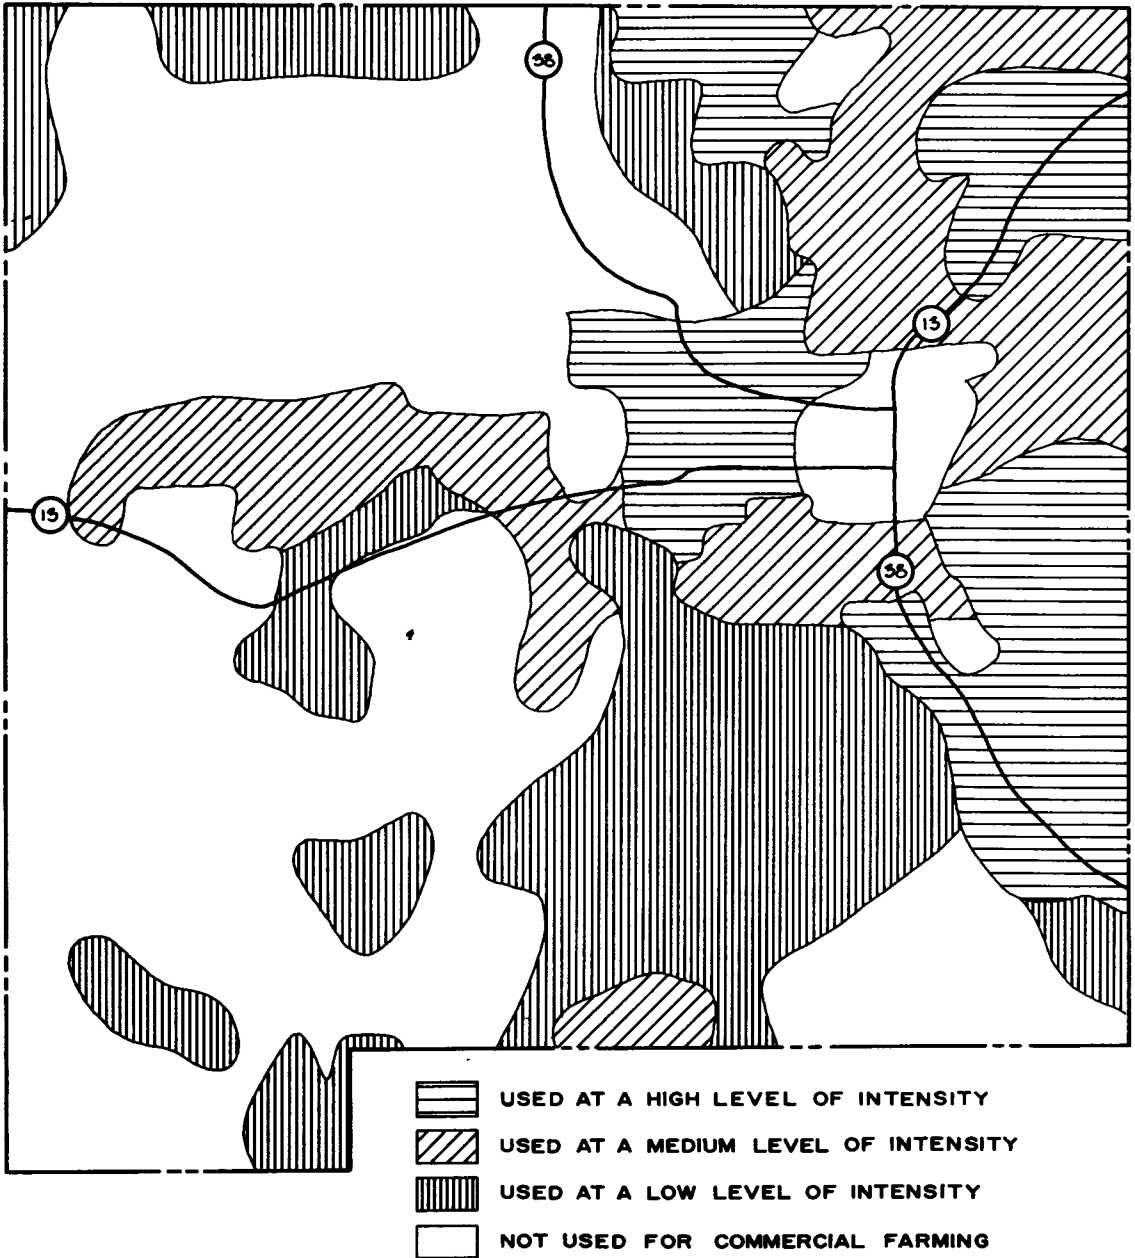 38
13
13
38
USED AT A HIGH LEVEL OF INTENSITY
USED AT A MEDIUM LEVEL OF INTENSITY
USED AT A LOW LEVEL OF INTENSITY
NOT USED FOR COMMERCIAL FARMING